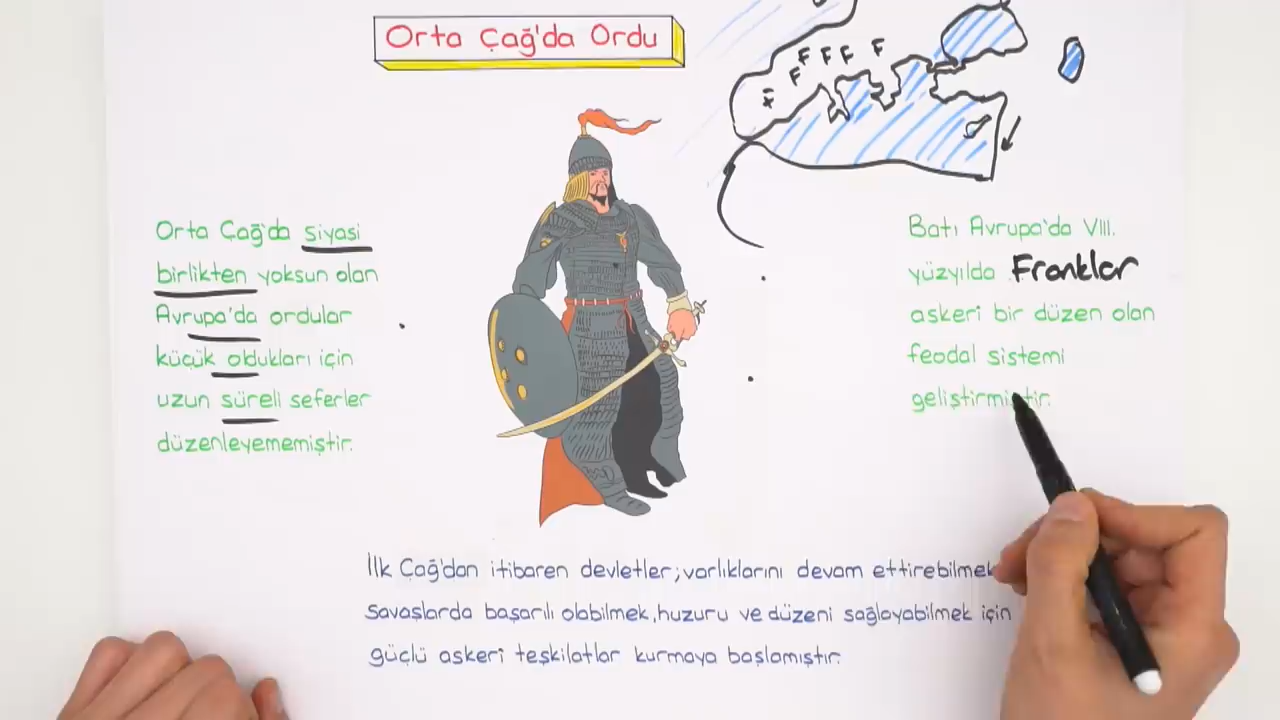 Orta Çağ'da Ordu
F F F F F F
Orta Çağ'da siyasi
birlikten yoksun olan
Avrupa'da ordular
küçük oldukları için
uzun süreli seferler
düzenleyememiştir.
Batı Avrupa'da VIII.
yüzyılda Franklar
askerî bir düzen olan
feodal sistemi
geliştirmiştir.
İlk Çağ'dan itibaren devletler;varlıklarını devam ettirebilmek
savaşlarda başarılı olabilmek,huzuru ve düzeni sağlayabilmek için
güçlü askerî teşkilatlar kurmaya başlamıştır.